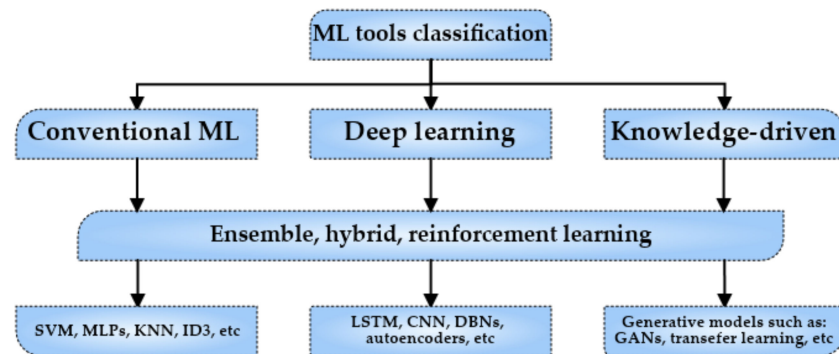 ML tools classification
Conventional ML
Deep learning
Knowledge-driven
Ensemble, hybrid, reinforcement learning
SVM, MLPs, KNN, ID3, etc
LSTM, CNN, DBNs,
autoencoders, etc
Generative models such as:
GANs, transefer learning, etc